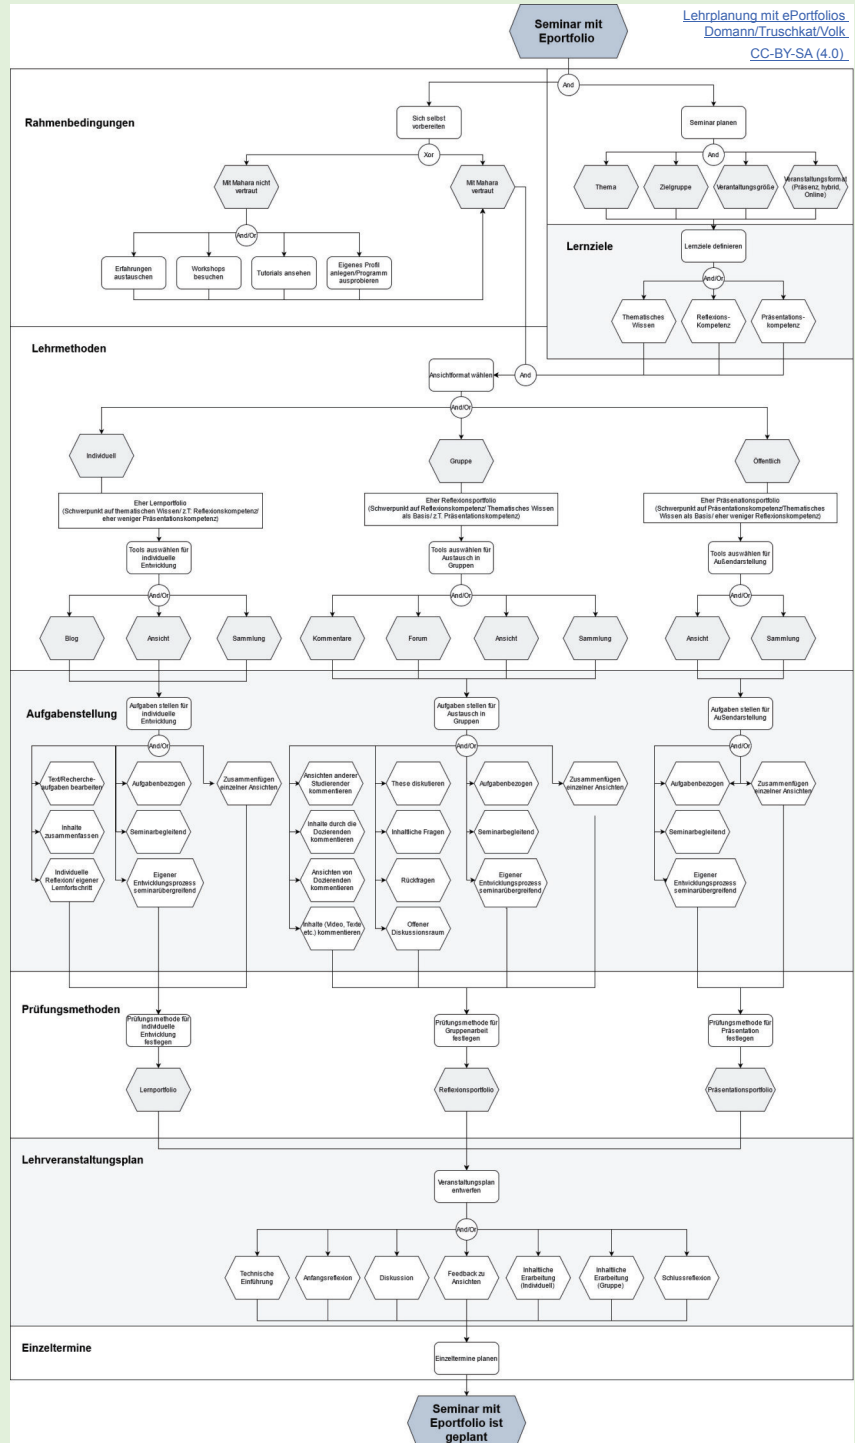 Seminar mit
Eportfolio
Lehrplanung mit ePortfolios
Domann/Truschkat/Volk
CC-BY-SA (4.0)
And
Rahmenbedingungen
Sich selbst
vorbereiten
Xor
Mit Mahara nicht
vertraut
Mit Mahara
vertraut
And/Or
Erfahrungen
austauschen
Workshops
besuchen
Tutorials ansehen
Eigenes Profil
anlegen/Programm
ausprobieren
Seminar planen
And
Thema
Zielgruppe
Verantaltungsgröße
Veranstaltungsformat
(Präsenz, hybrid,
Online)
Lernziele
Lernziele definieren
And/Or
Thematisches
Wissen
Reflexions-
Kompetenz
Präsentations-
kompetenz
Lehrmethoden
Ansichtformat wählen
And
And/Or
Individuell
Gruppe
Öffentlich
Eher Lernportfolio
(Schwerpunkt auf thematischen Wissen/ z.T: Reflexionskompetenz/
eher weniger Präsentationskompetenz)
Eher Reflexionsportfolio
(Schwerpunkt auf Reflexionskompetenz/ Thematisches Wissen
als Basis/ z.T. Präsentationskompetenz)
Eher Präsenationsportfolio
(Schwerpunkt auf Präsentationskompetenz/Thematisches
Wissen als Basis/ eher weniger Reflexionskompetenz)
Tools auswählen für
individuelle
Entwicklung
Tools auswählen für
Austausch in
Gruppen
Tools auswählen für
Außendarstellung
And/Or
And/Or
And/Or
Blog
Ansicht
Sammlung
Kommentare
Forum
Ansicht
Sammlung
Ansicht
Sammlung
Aufgabenstellung
Aufgaben stellen für
individuelle
Entwicklung
Aufgaben stellen für
Austausch in
Gruppen
Aufgaben stellen für
Außendarstellung
And/Or
And/Or
And/Or
Text/Recherche-
aufgaben bearbeiten
Aufgabenbezogen
Zusammenfügen
einzelner Ansichten
Inhalte
zusammenfassen
Seminarbegleitend
Individuelle
Reflexion/ eigener
Lernfortschritt
Eigener
Entwicklungsprozess
seminarübergreifend
Ansichten anderer
Studierender
kommentieren
These diskutieren
Aufgabenbezogen
Zusammenfügen
einzelner Ansichten
Inhalte durch die
Dozierenden
kommentieren
Inhaltliche Fragen
Seminarbegleitend
Ansichten von
Dozierenden
kommentieren
Rückfragen
Eigener
Entwicklungsprozess
seminarübergreifend
Inhalte (Video, Texte
etc.) kommentieren
Offener
Diskussionsraum
Aufgabenbezogen
Zusammenfügen
einzelner Ansichten
Seminarbegleitend
Eigener
Entwicklungsprozess
seminarübergreifend
Prüfungsmethoden
Prüfungsmethode für
individuelle
Entwicklung
festlegen
Prüfungsmethode für
Gruppenarbeit
festlegen
Prüfungsmethode für
Präsentation
festlegen
Lernportfolio
Reflexionsportfolio
Präsentationsportfolio
Lehrveranstaltungsplan
Veranstaltungsplan
entwerfen
And/Or
Technische
Einführung
Anfangsreflexion
Diskussion
Feedback zu
Ansichten
Inhaltliche
Erarbeitung
(Individuell)
Inhaltliche
Erarbeitung
(Gruppe)
Schlussreflexion
Einzeltermine
Einzeltermine planen
Seminar mit
Eportfolio ist
geplant